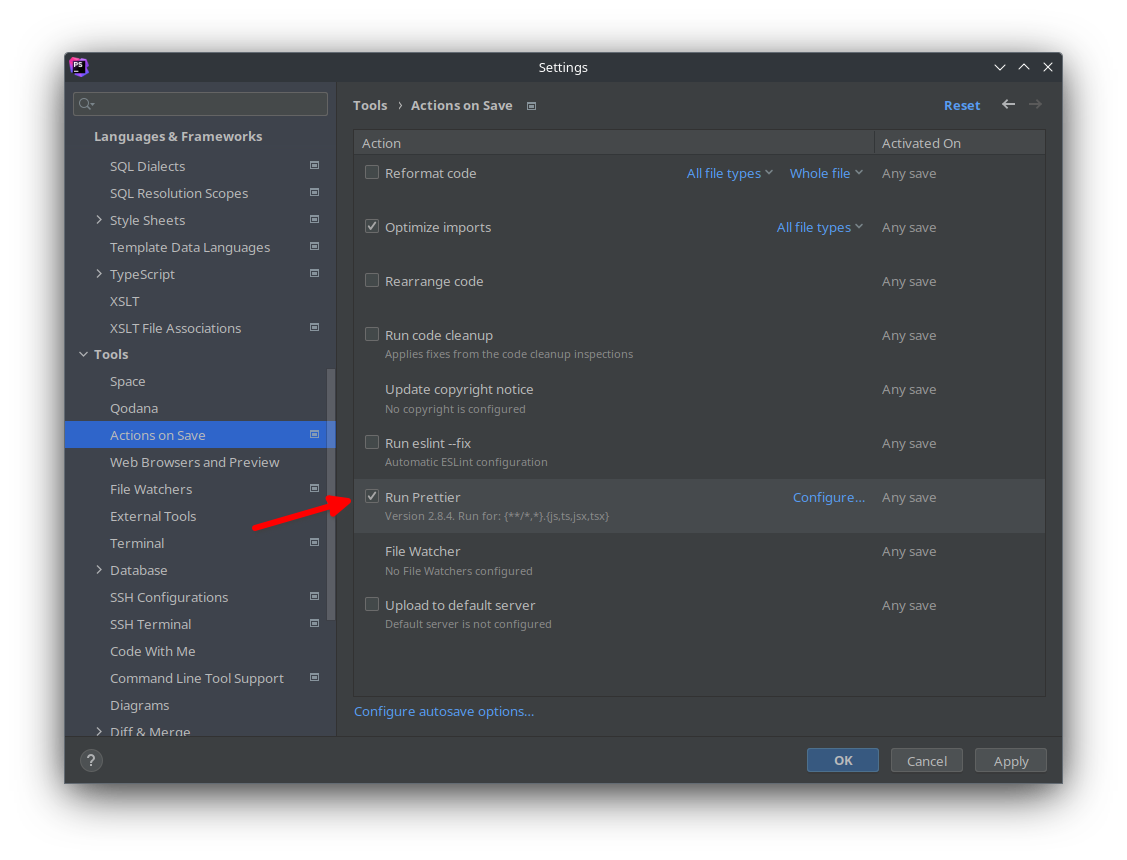 PS
Settings
Languages & Frameworks
SQL Dialects
SQL Resolution Scopes
Style Sheets
Template Data Languages
TypeScript
XSLT
XSLT File Associations
Tools
Space
Qodana
Actions on Save
Web Browsers and Preview
File Watchers
External Tools
Terminal
Database
SSH Configurations
SSH Terminal
Code With Me
Command Line Tool Support
Diagrams
Diff & Merge
Tools › Actions on Save
Reset
Action Activated On
Reformat code All file types Whole file Any save
Optimize imports All file types Any save
Rearrange code Any save
Run code cleanup Any save
Applies fixes from the code cleanup inspections
Update copyright notice Any save
No copyright is configured
Run eslint --fix Any save
Automatic ESLint configuration
Run Prettier Configure... Any save
Version 2.8.4. Run for: {**/*,*}.{js,ts,jsx,tsx}
File Watcher Any save
No File Watchers configured
Upload to default server Any save
Default server is not configured
Configure autosave options...
? OK Cancel Apply